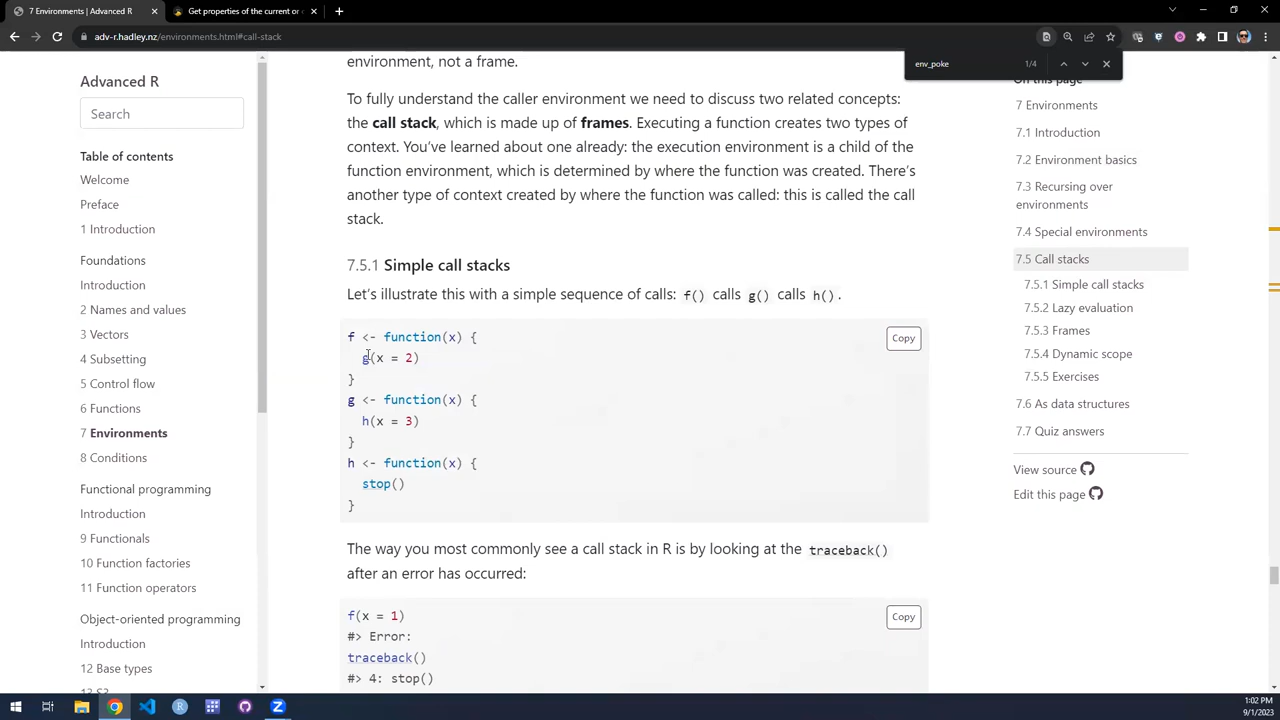 7 Environments | Advanced R
Get properties of the current or
adv-r.hadley.nz/environments.html#call-stack
env_poke
1/4
Advanced R
Search
Table of contents
Welcome
Preface
1 Introduction
Foundations
Introduction
2 Names and values
3 Vectors
4 Subsetting
5 Control flow
6 Functions
7 Environments
8 Conditions
Functional programming
Introduction
9 Functionals
10 Function factories
11 Function operators
Object-oriented programming
Introduction
12 Base types
13 S3
environment, not a frame.
To fully understand the caller environment we need to discuss two related concepts:
the call stack, which is made up of frames. Executing a function creates two types of
context. You've learned about one already: the execution environment is a child of the
function environment, which is determined by where the function was created. There's
another type of context created by where the function was called: this is called the call
stack.
7.5.1 Simple call stacks
Let's illustrate this with a simple sequence of calls: f() calls g() calls h().
Copy
f <- function(x) {
  g(x = 2)
}
g <- function(x) {
  h(x = 3)
}
h <- function(x) {
  stop()
}
The way you most commonly see a call stack in R is by looking at the traceback()
after an error has occurred:
Copy
f(x = 1)
#> Error:
traceback()
#> 4: stop()
On this page
7 Environments
7.1 Introduction
7.2 Environment basics
7.3 Recursing over
environments
7.4 Special environments
7.5 Call stacks
7.5.1 Simple call stacks
7.5.2 Lazy evaluation
7.5.3 Frames
7.5.4 Dynamic scope
7.5.5 Exercises
7.6 As data structures
7.7 Quiz answers
View source
Edit this page
1:02 PM
9/1/2023